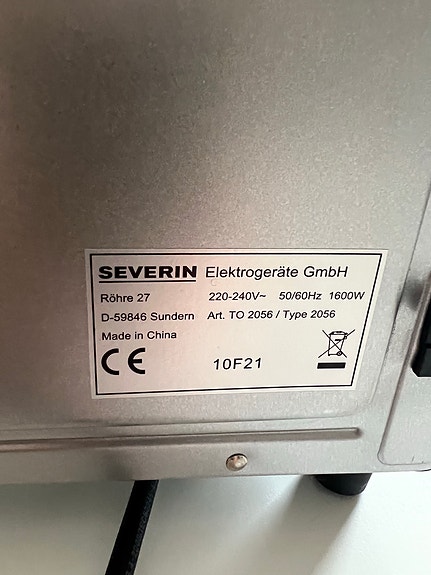 SEVERIN Elektrogeräte GmbH
Röhre 27 220-240V~ 50/60Hz 1600W
D-59846 Sundern Art. TO 2056 / Type 2056
Made in China
CE 10F21